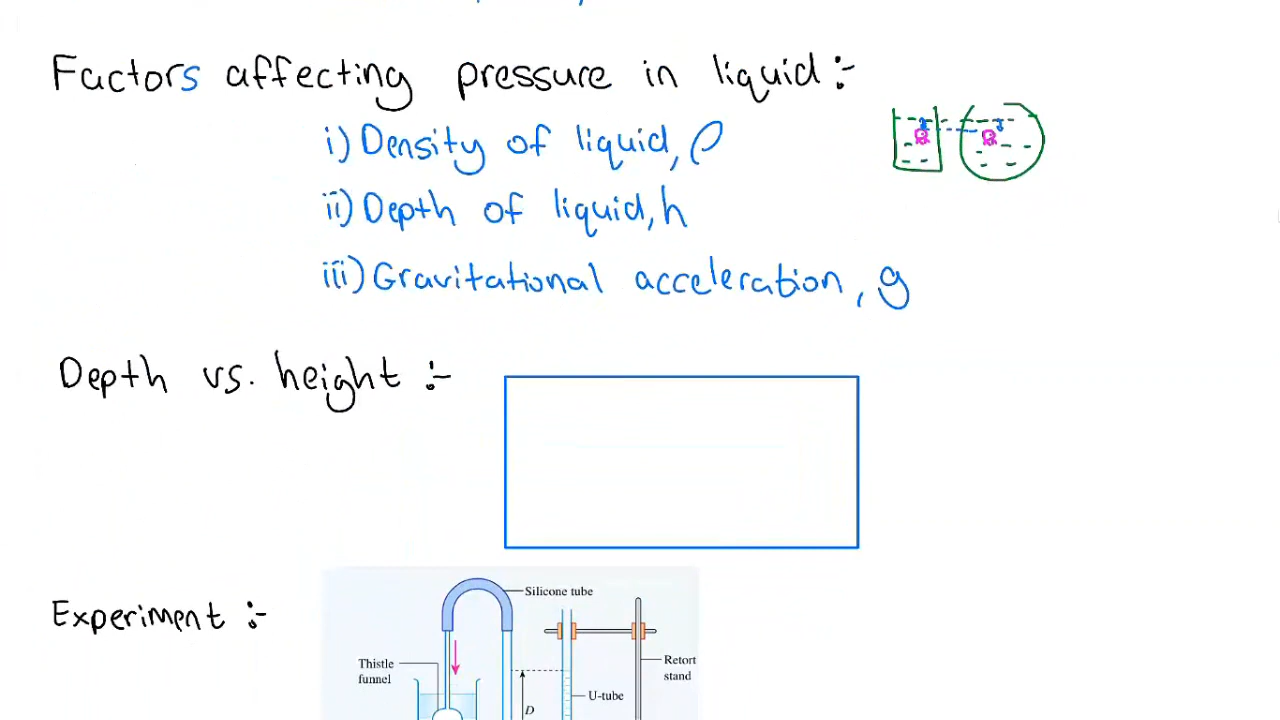 Factors affecting pressure in liquid :-
i) Density of liquid, ρ
ii) Depth of liquid, h
iii) Gravitational acceleration, g
Depth vs. height :-
Experiment :-
Silicone tube
Thistle
funnel
Retort
stand
U-tube
D